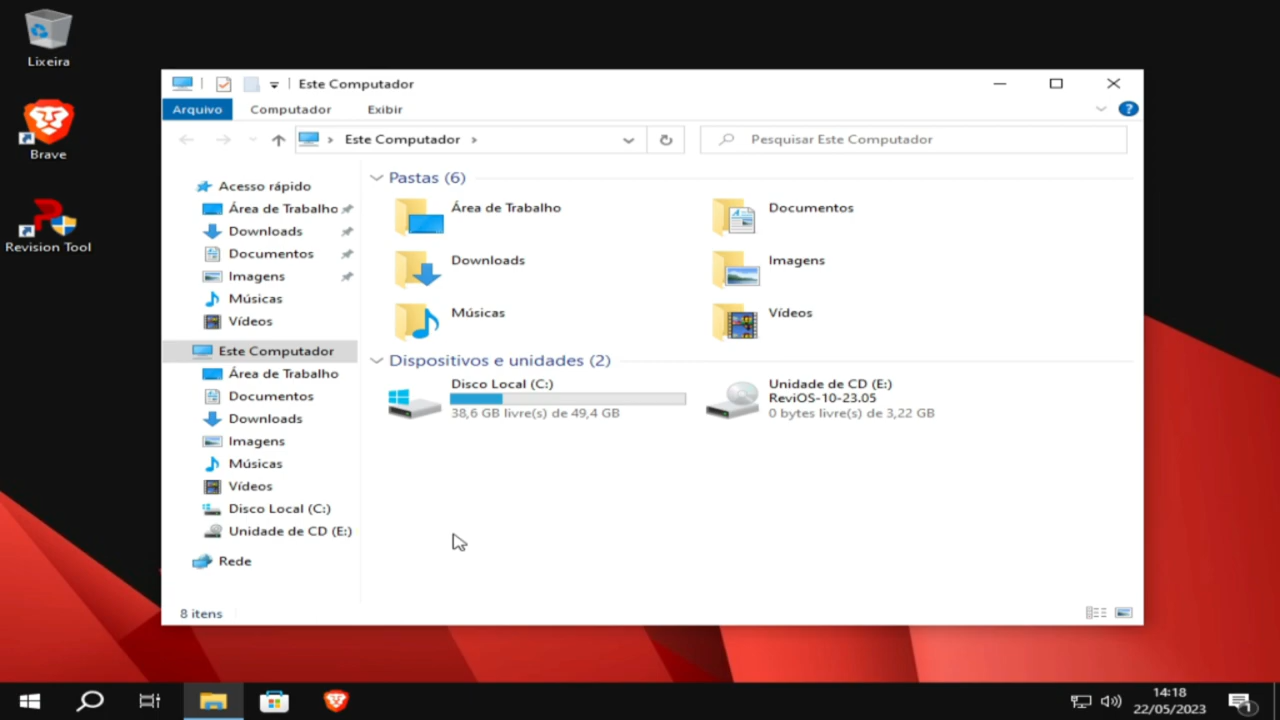 Lixeira
Brave
Revision Tool
Este Computador
Arquivo
Computador
Exibir
?
Este Computador
Pesquisar Este Computador
Acesso rápido
Área de Trabalho
Downloads
Documentos
Imagens
Músicas
Vídeos
Este Computador
Área de Trabalho
Documentos
Downloads
Imagens
Músicas
Vídeos
Disco Local (C:)
Unidade de CD (E:)
Rede
Pastas (6)
Área de Trabalho
Documentos
Downloads
Imagens
Músicas
Vídeos
Dispositivos e unidades (2)
Disco Local (C:)
38,6 GB livre(s) de 49,4 GB
Unidade de CD (E:)
ReviOS-10-23.05
0 bytes livre(s) de 3,22 GB
8 itens
14:18
22/05/2023
1